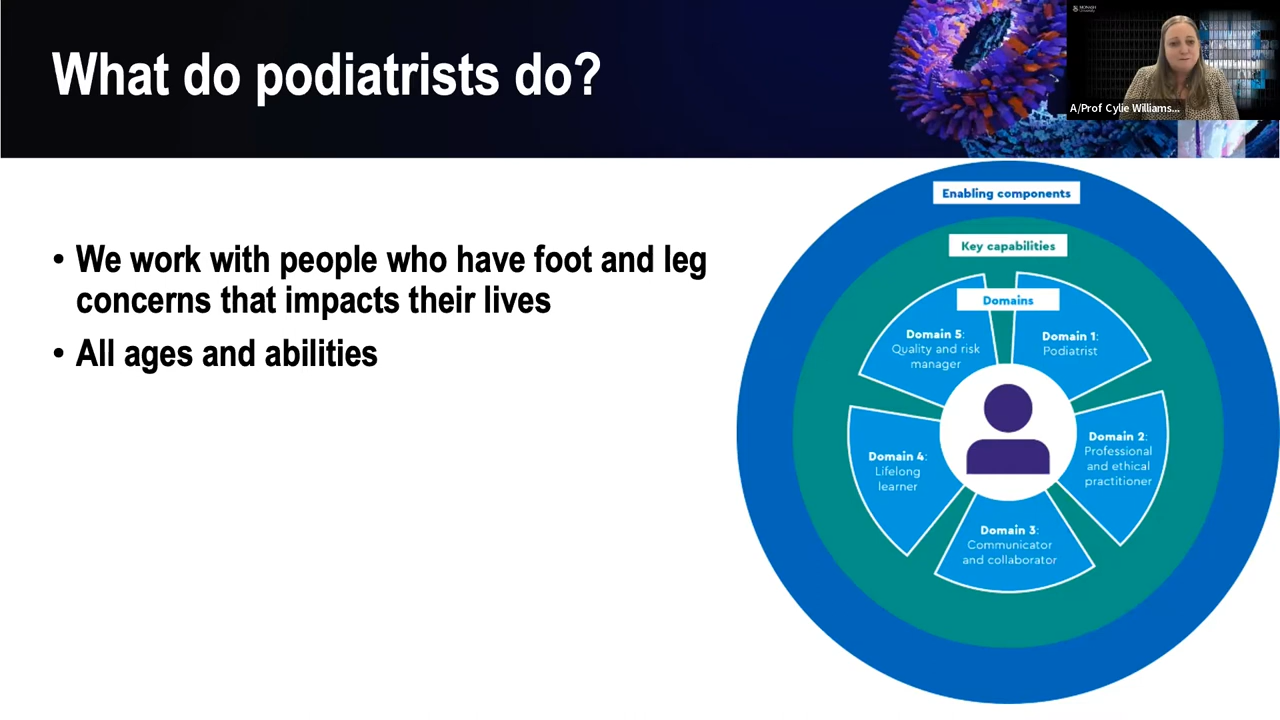 What do podiatrists do?
MONASH
University
A/Prof Cylie Williams...
• We work with people who have foot and leg
concerns that impacts their lives
• All ages and abilities
Enabling components
Key capabilities
Domains
Domain 5:
Quality and risk
manager
Domain 1:
Podiatrist
Domain 4:
Lifelong
learner
Domain 2:
Professional
and ethical
practitioner
Domain 3:
Communicator
and collaborator